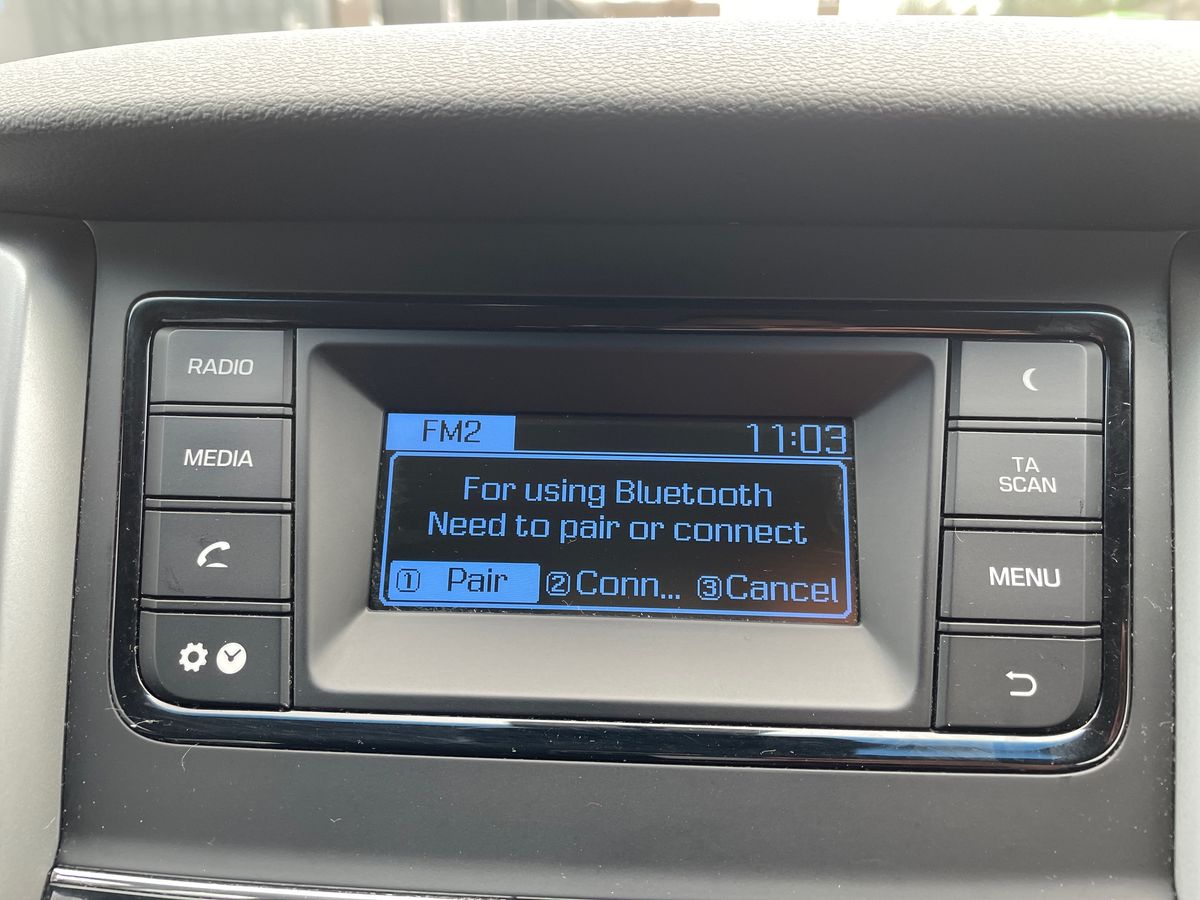 RADIO
MEDIA
FM2 11:03
For using Bluetooth
Need to pair or connect
① Pair ②Conn... ③Cancel
TA
SCAN
MENU